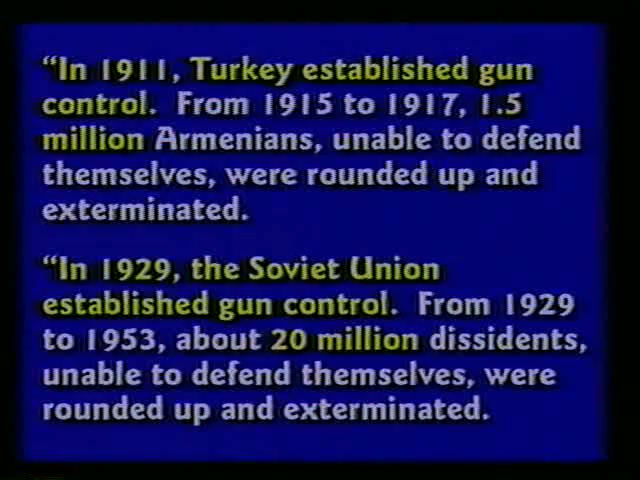 “In 1911, Turkey established gun
control. From 1915 to 1917, 1.5
million Armenians, unable to defend
themselves, were rounded up and
exterminated.
“In 1929, the Soviet Union
established gun control. From 1929
to 1953, about 20 million dissidents,
unable to defend themselves, were
rounded up and exterminated.